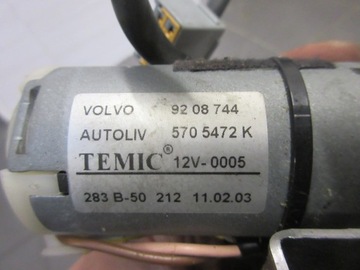 VOLVO 92 08 744
AUTOLIV 570 5472 K
TEMIC® 12V-0005
283 B-50 212 11.02.03